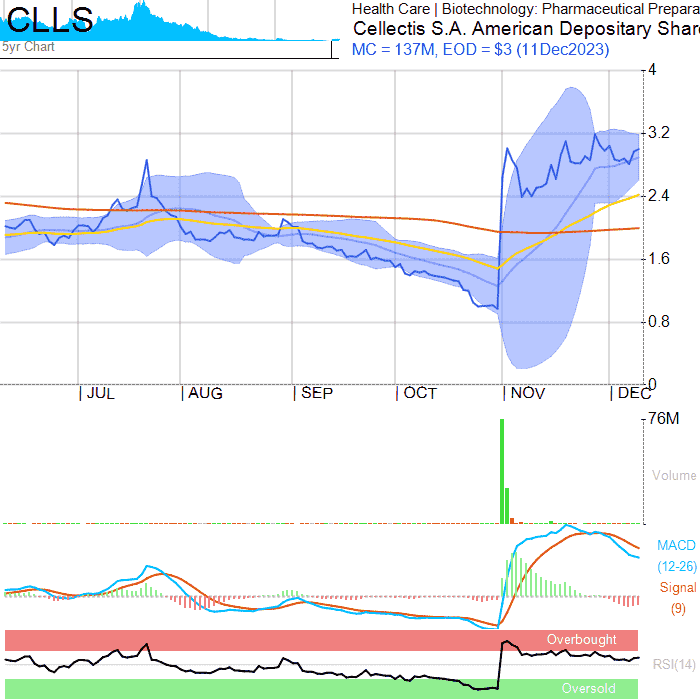 CLLS
5yr Chart
Health Care | Biotechnology: Pharmaceutical Prepara
Cellectis S.A. American Depositary Share
MC = 137M, EOD = $3 (11Dec2023)
4
3.2
2.4
1.6
0.8
0
JUL
AUG
SEP
OCT
NOV
DEC
76M
Volume
MACD
(12-26)
Signal
(9)
Overbought
RSI(14)
Oversold